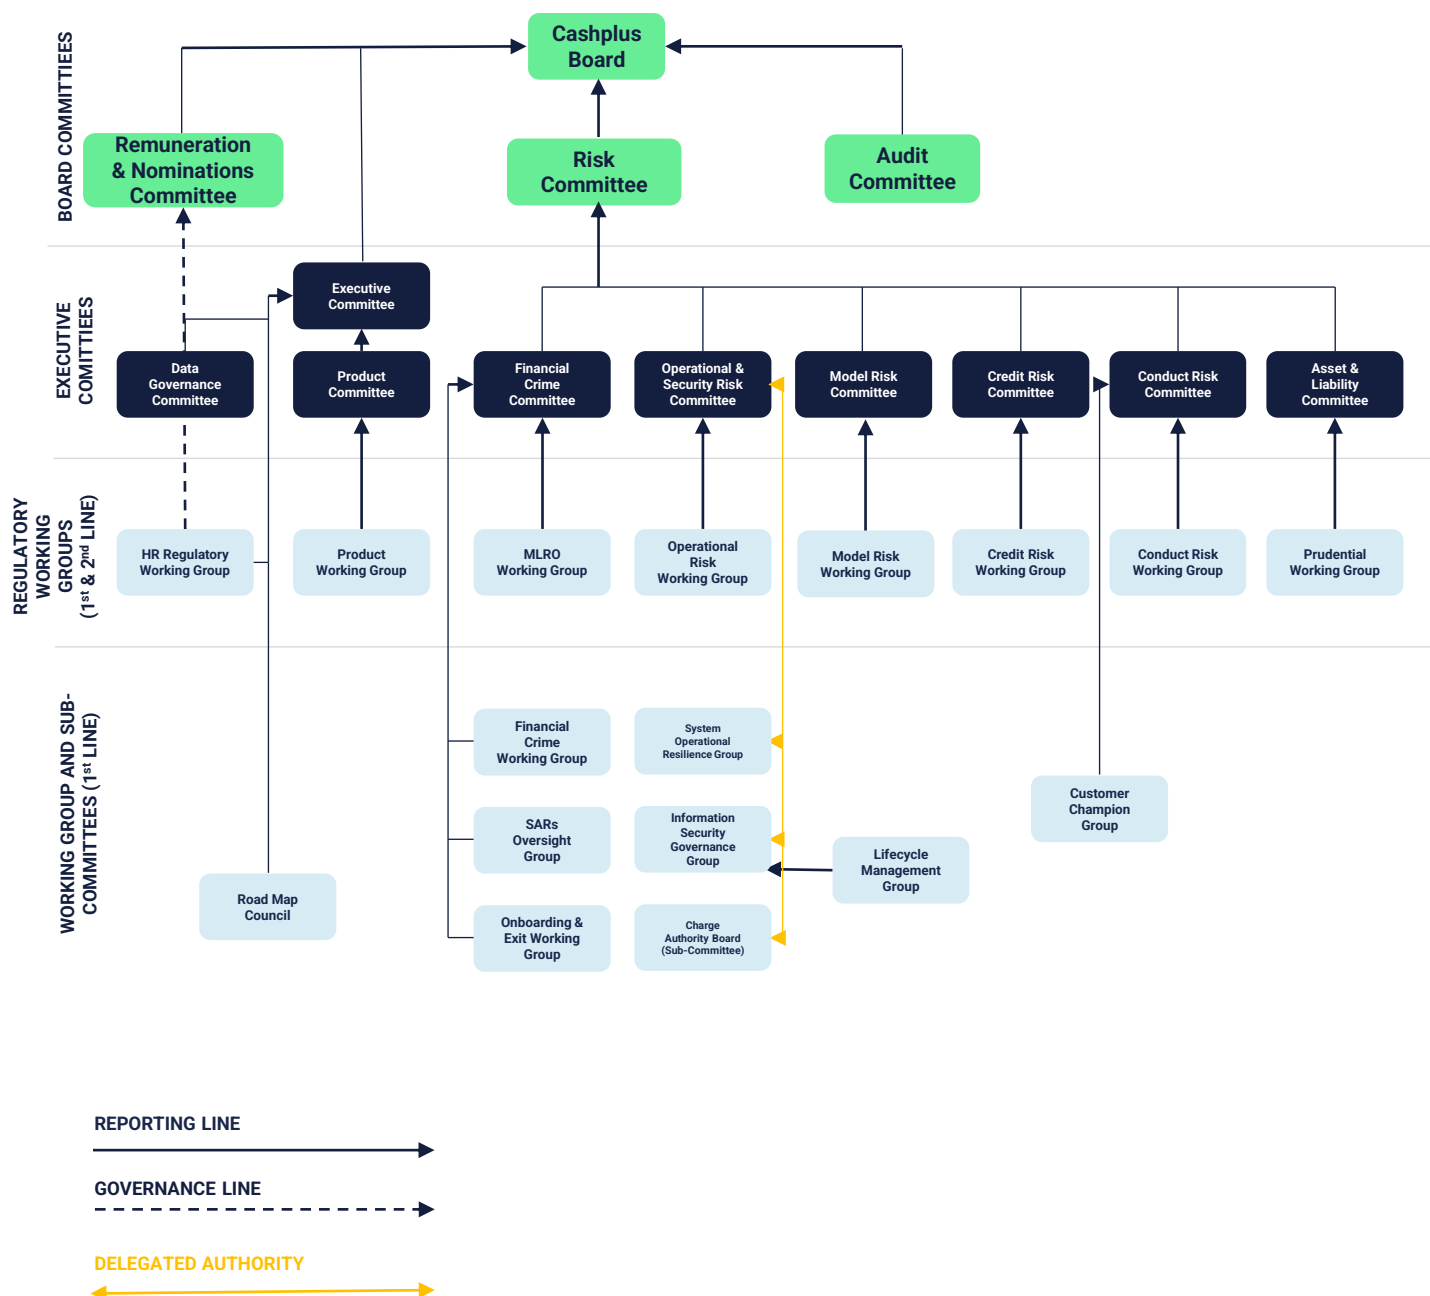 BOARD COMMITTIEES
Cashplus
Board
Remuneration
& Nominations
Committee
Risk
Committee
Audit
Committee
EXECUTIVE
COMITTIEES
Executive
Committee
Data
Governance
Committee
Product
Committee
Financial
Crime
Committee
Operational &
Security Risk
Committee
Model Risk
Committee
Credit Risk
Committee
Conduct Risk
Committee
Asset &
Liability
Committee
REGULATORY
WORKING
GROUPS
(1st & 2nd LINE)
HR Regulatory
Working Group
Product
Working Group
MLRO
Working Group
Operational
Risk
Working Group
Model Risk
Working Group
Credit Risk
Working Group
Conduct Risk
Working Group
Prudential
Working Group
WORKING GROUP AND SUB-
COMMITTEES (1st LINE)
Financial
Crime
Working Group
System
Operational
Resilience Group
Customer
Champion
Group
SARs
Oversight
Group
Information
Security
Governance
Group
Lifecycle
Management
Group
Road Map
Council
Onboarding &
Exit Working
Group
Charge
Authority Board
(Sub-Committee)
REPORTING LINE
GOVERNANCE LINE
DELEGATED AUTHORITY